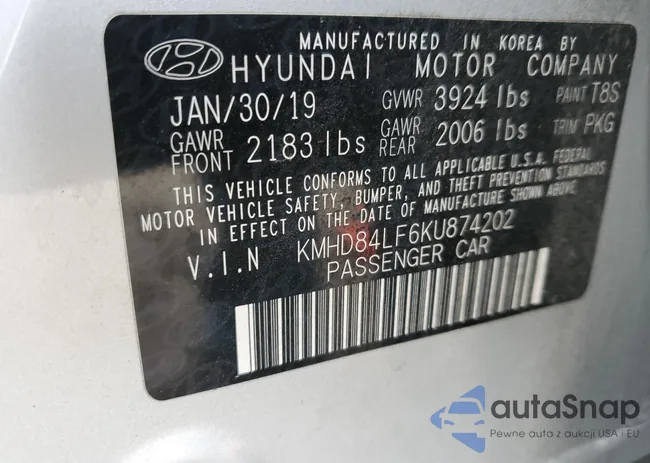 MANUFACTURED IN KOREA BY
HYUNDAI MOTOR COMPANY
JAN/30/19 GVWR 3924 lbs PAINT T8S
GAWR FRONT 2183 lbs GAWR REAR 2006 lbs TRIM PKG
THIS VEHICLE CONFORMS TO ALL APPLICABLE U.S.A. FEDERAL
MOTOR VEHICLE SAFETY, BUMPER, AND THEFT PREVENTION STANDARDS
IN EFFECT ON THE DATE OF MANUFACTURE SHOWN ABOVE.
V.I.N KMHD84LF6KU874202
PASSENGER CAR
autaSnap
Pewne auta z aukcji USA i EU